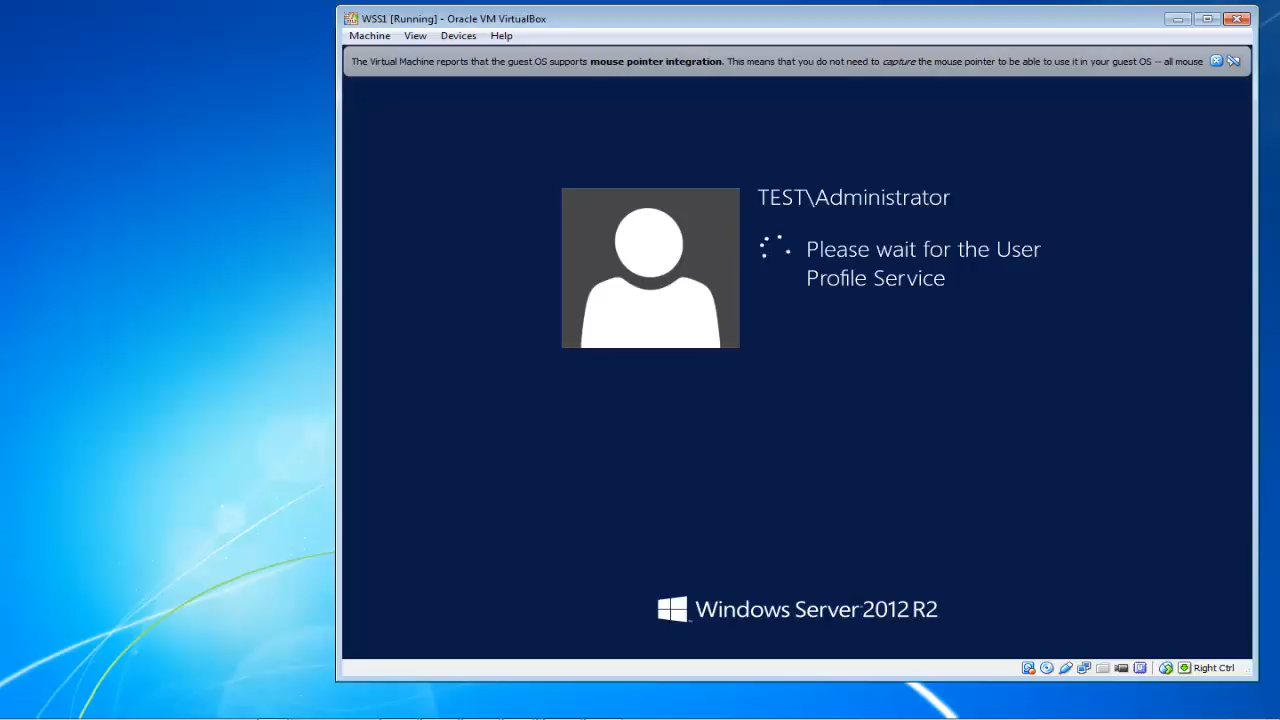 WSS1 [Running] - Oracle VM VirtualBox
Machine View Devices Help
The Virtual Machine reports that the guest OS supports mouse pointer integration. This means that you do not need to capture the mouse pointer to be able to use it in your guest OS -- all mouse
TEST\Administrator
Please wait for the User
Profile Service
Windows Server 2012 R2
Right Ctrl